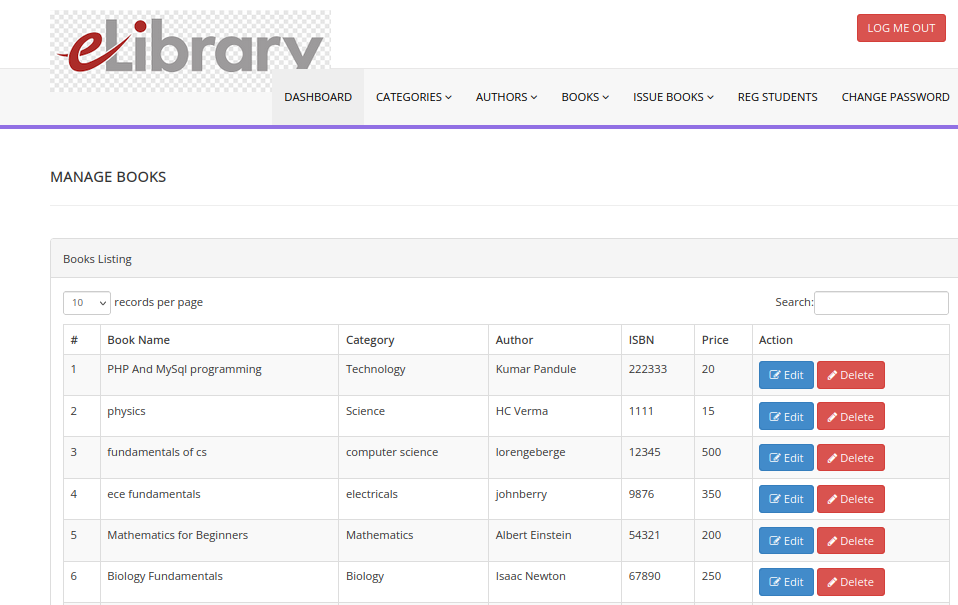 eLibrary
LOG ME OUT
DASHBOARD CATEGORIES AUTHORS BOOKS ISSUE BOOKS REG STUDENTS CHANGE PASSWORD
MANAGE BOOKS
Books Listing
10 records per page Search:
# Book Name Category Author ISBN Price Action
1 PHP And MySql programming Technology Kumar Pandule 222333 20 Edit Delete
2 physics Science HC Verma 1111 15 Edit Delete
3 fundamentals of cs computer science lorengeberge 12345 500 Edit Delete
4 ece fundamentals electricals johnberry 9876 350 Edit Delete
5 Mathematics for Beginners Mathematics Albert Einstein 54321 200 Edit Delete
6 Biology Fundamentals Biology Isaac Newton 67890 250 Edit Delete